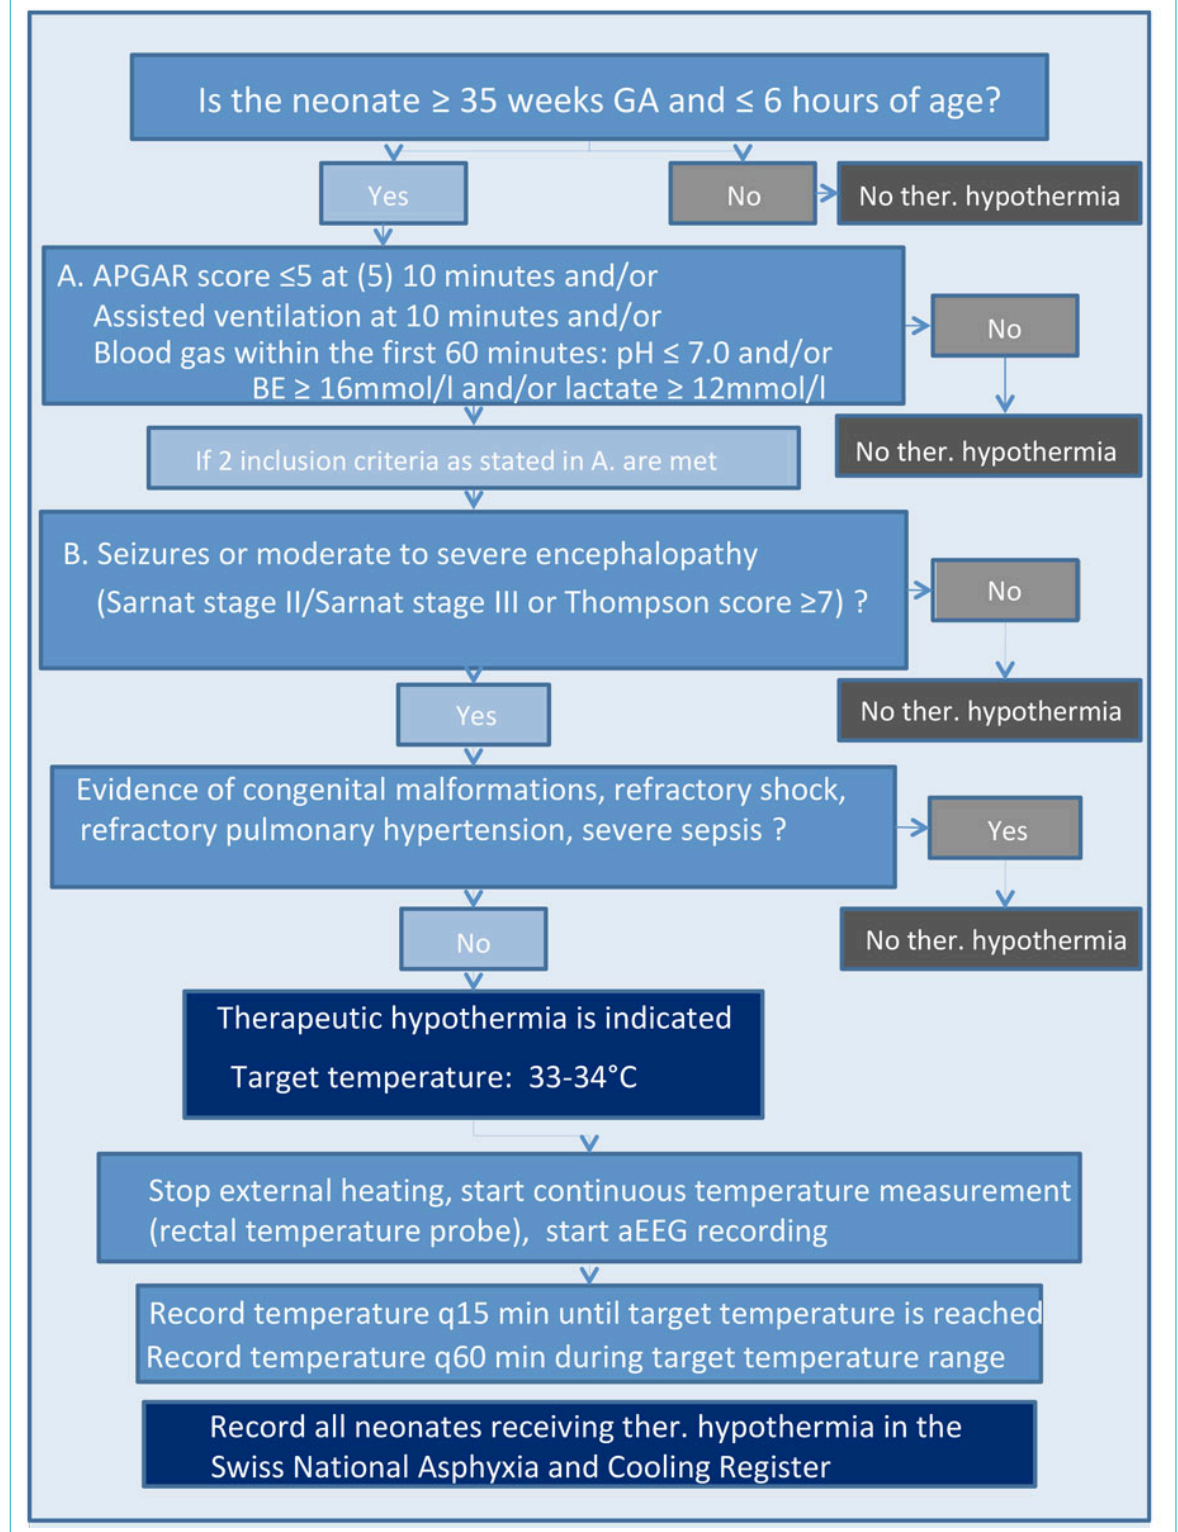 Is the neonate ≥ 35 weeks GA and ≤ 6 hours of age?
Yes
No
No ther. hypothermia
A. APGAR score ≤5 at (5) 10 minutes and/or
Assisted ventilation at 10 minutes and/or
Blood gas within the first 60 minutes: pH ≤ 7.0 and/or
BE ≥ 16mmol/l and/or lactate ≥ 12mmol/l
No
No ther. hypothermia
If 2 inclusion criteria as stated in A. are met
B. Seizures or moderate to severe encephalopathy
(Sarnat stage II/Sarnat stage III or Thompson score ≥7) ?
No
No ther. hypothermia
Yes
Evidence of congenital malformations, refractory shock,
refractory pulmonary hypertension, severe sepsis ?
Yes
No ther. hypothermia
No
Therapeutic hypothermia is indicated
Target temperature: 33-34°C
Stop external heating, start continuous temperature measurement
(rectal temperature probe), start aEEG recording
Record temperature q15 min until target temperature is reached
Record temperature q60 min during target temperature range
Record all neonates receiving ther. hypothermia in the
Swiss National Asphyxia and Cooling Register